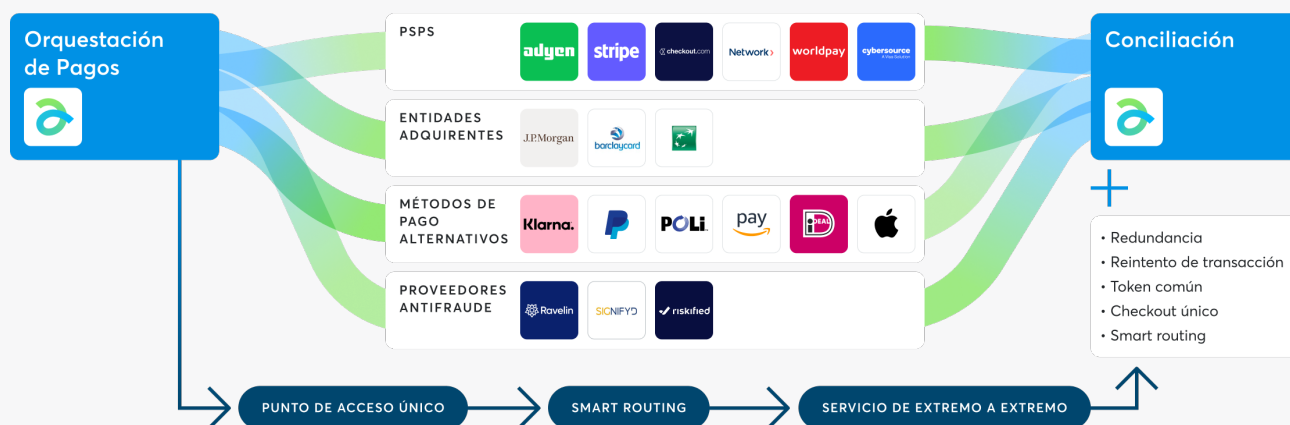 Orquestación
de Pagos
PSPS
adyen
stripe
checkout.com
Network
worldpay
cybersource
A Visa Solution
ENTIDADES
ADQUIRENTES
J.P.Morgan
barclaycard
MÉTODOS DE
PAGO
ALTERNATIVOS
Klarna.
POLi
pay
iDEAL
PROVEEDORES
ANTIFRAUDE
Ravelin
SIGNIFYD
riskified
Conciliación
• Redundancia
• Reintento de transacción
• Token común
• Checkout único
• Smart routing
PUNTO DE ACCESO ÚNICO
SMART ROUTING
SERVICIO DE EXTREMO A EXTREMO